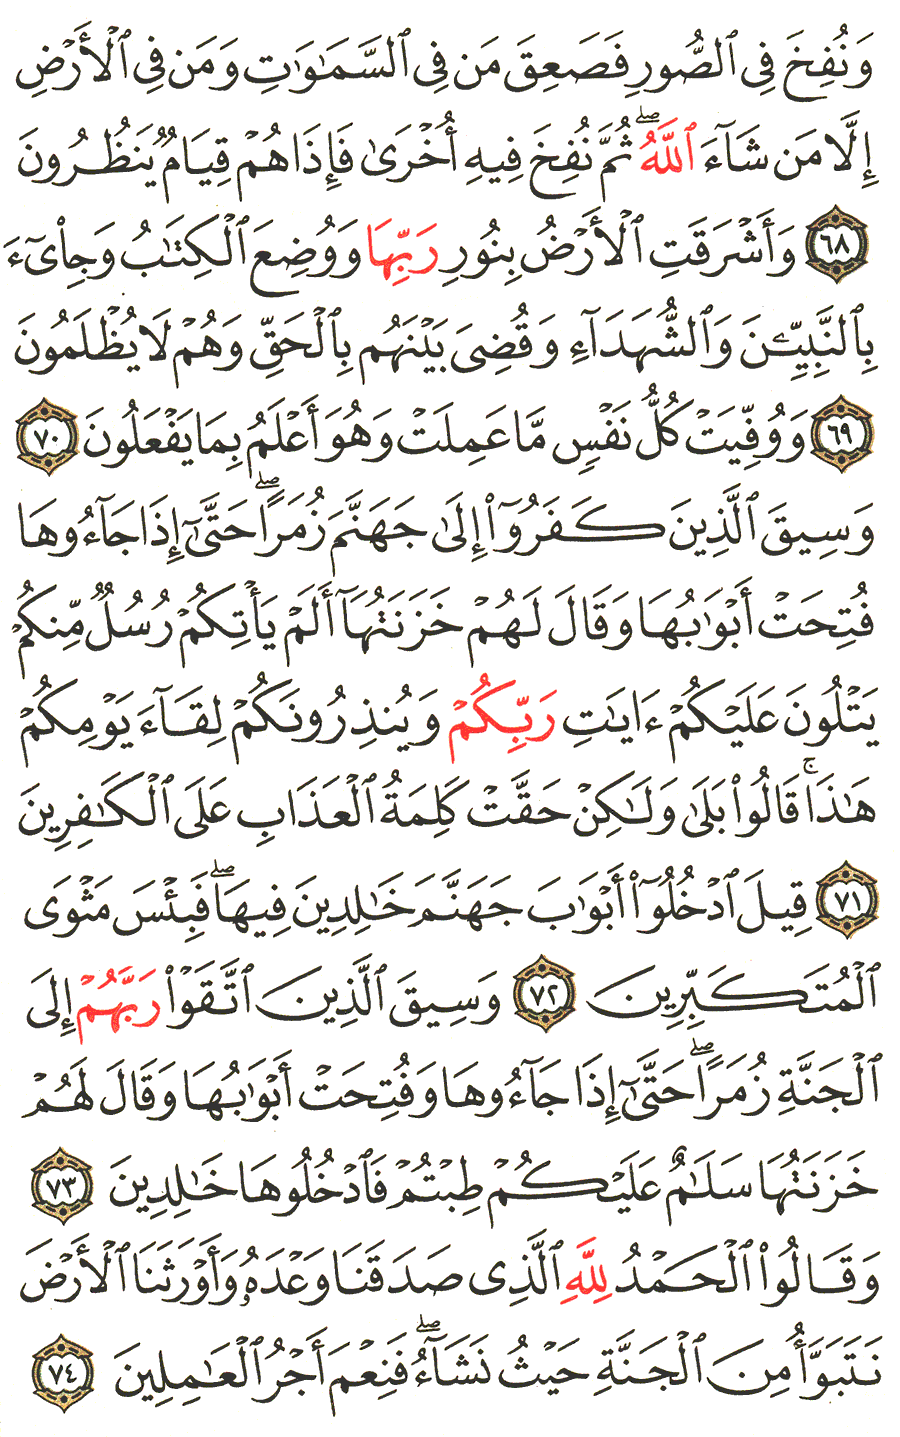 وَنُفِخَ فِي ٱلصُّورِ فَصَعِقَ مَن فِي ٱلسَّمَٰوَٰتِ وَمَن فِي ٱلْأَرْضِ
إِلَّا مَن شَآءَ ٱللَّهُ ۖ ثُمَّ نُفِخَ فِيهِ أُخْرَىٰ فَإِذَا هُمْ قِيَامٌ يَنظُرُونَ
٦٨ وَأَشْرَقَتِ ٱلْأَرْضُ بِنُورِ رَبِّهَا وَوُضِعَ ٱلْكِتَٰبُ وَجِا۟ىٓءَ
بِٱلنَّبِيِّـۧنَ وَٱلشُّهَدَآءِ وَقُضِيَ بَيْنَهُم بِٱلْحَقِّ وَهُمْ لَا يُظْلَمُونَ
٦٩ وَوُفِّيَتْ كُلُّ نَفْسٍ مَّا عَمِلَتْ وَهُوَ أَعْلَمُ بِمَا يَفْعَلُونَ ٧٠
وَسِيقَ ٱلَّذِينَ كَفَرُوٓا۟ إِلَىٰ جَهَنَّمَ زُمَرًا ۖ حَتَّىٰٓ إِذَا جَآءُوهَا
فُتِحَتْ أَبْوَٰبُهَا وَقَالَ لَهُمْ خَزَنَتُهَآ أَلَمْ يَأْتِكُمْ رُسُلٌ مِّنكُمْ
يَتْلُونَ عَلَيْكُمْ ءَايَٰتِ رَبِّكُمْ وَيُنذِرُونَكُمْ لِقَآءَ يَوْمِكُمْ
هَٰذَا ۚ قَالُوا۟ بَلَىٰ وَلَٰكِنْ حَقَّتْ كَلِمَةُ ٱلْعَذَابِ عَلَى ٱلْكَٰفِرِينَ
٧١ قِيلَ ٱدْخُلُوٓا۟ أَبْوَٰبَ جَهَنَّمَ خَٰلِدِينَ فِيهَا ۖ فَبِئْسَ مَثْوَى
ٱلْمُتَكَبِّرِينَ ٧٢ وَسِيقَ ٱلَّذِينَ ٱتَّقَوْا۟ رَبَّهُمْ إِلَى
ٱلْجَنَّةِ زُمَرًا ۖ حَتَّىٰٓ إِذَا جَآءُوهَا وَفُتِحَتْ أَبْوَٰبُهَا وَقَالَ لَهُمْ
خَزَنَتُهَا سَلَٰمٌ عَلَيْكُمْ طِبْتُمْ فَٱدْخُلُوهَا خَٰلِدِينَ ٧٣
وَقَالُوا۟ ٱلْحَمْدُ لِلَّهِ ٱلَّذِى صَدَقَنَا وَعْدَهُۥ وَأَوْرَثَنَا ٱلْأَرْضَ
نَتَبَوَّأُ مِنَ ٱلْجَنَّةِ حَيْثُ نَشَآءُ ۖ فَنِعْمَ أَجْرُ ٱلْعَٰمِلِينَ ٧٤